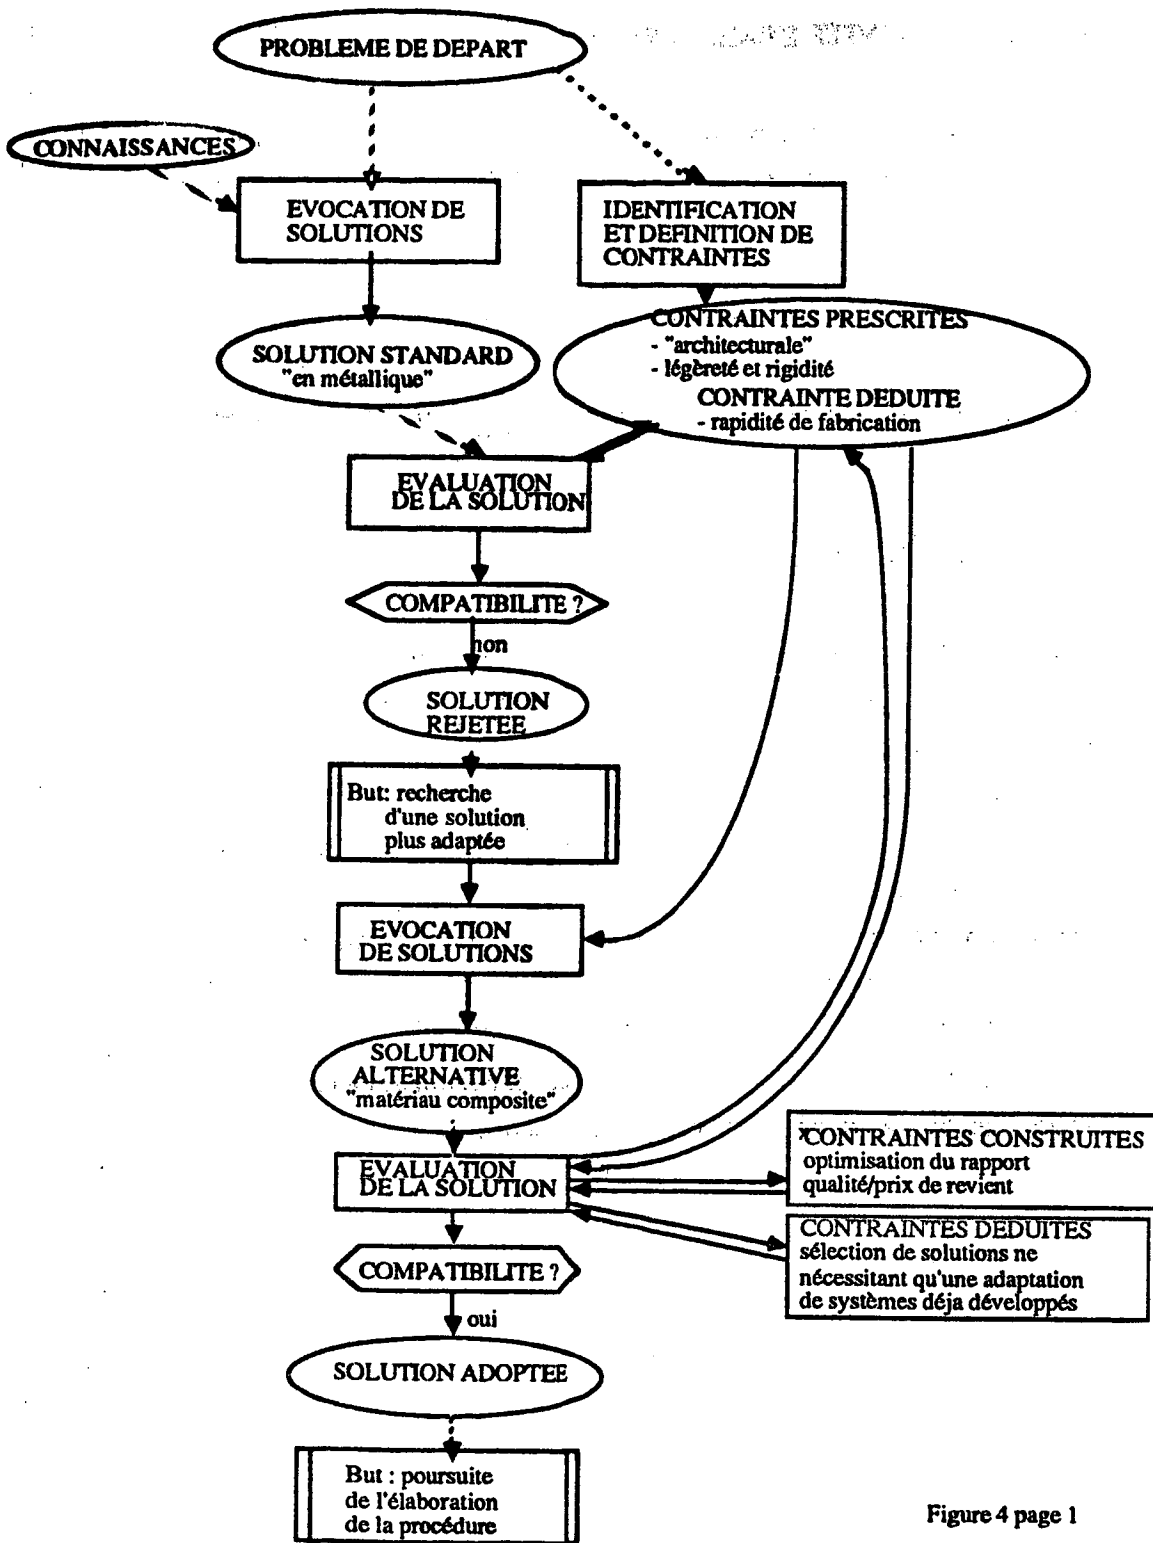 PROBLEME DE DEPART
CONNAISSANCES
EVOCATION DE
SOLUTIONS
IDENTIFICATION
ET DEFINITION DE
CONTRAINTES
SOLUTION STANDARD
"en métallique"
CONTRAINTES PRESCRITES
- "architecturale"
- légèreté et rigidité
CONTRAINTE DEDUITE
- rapidité de fabrication
EVALUATION
DE LA SOLUTION
COMPATIBILITE ?
non
SOLUTION
REJETEE
But: recherche
d'une solution
plus adaptée
EVOCATION
DE SOLUTIONS
SOLUTION
ALTERNATIVE
"matériau composite"
EVALUATION
DE LA SOLUTION
CONTRAINTES CONSTRUITES
optimisation du rapport
qualité/prix de revient
CONTRAINTES DEDUITES
sélection de solutions ne
nécessitant qu'une adaptation
de systèmes déja développés
COMPATIBILITE ?
oui
SOLUTION ADOPTEE
But : poursuite
de l'élaboration
de la procédure
Figure 4 page 1